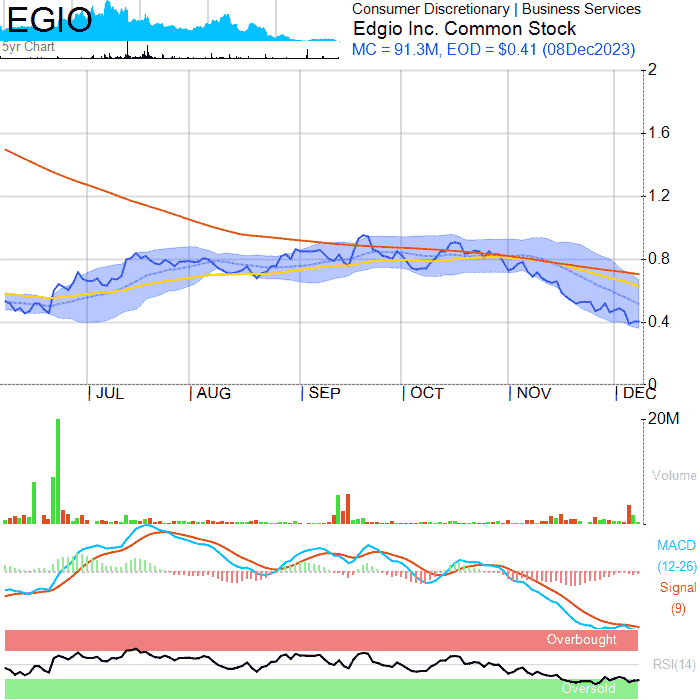 EGIO
5yr Chart
Consumer Discretionary | Business Services
Edgio Inc. Common Stock
MC = 91.3M, EOD = $0.41 (08Dec2023)
2
1.6
1.2
0.8
0.4
0
JUL AUG SEP OCT NOV DEC
20M
Volume
MACD
(12-26)
Signal
(9)
Overbought
RSI(14)
Oversold